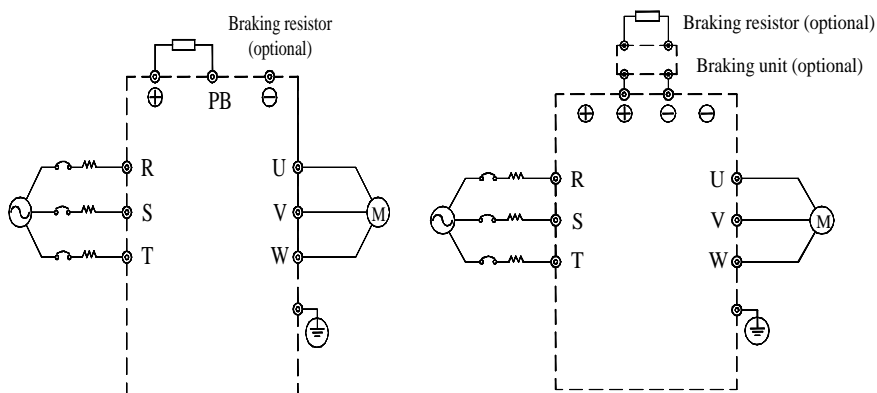 Braking resistor
(optional)
⊕ PB ⊖
R
S
T
U
V
W
M
Braking resistor (optional)
Braking unit (optional)
⊕ ⊕ ⊖ ⊖
R
S
T
U
V
W
M